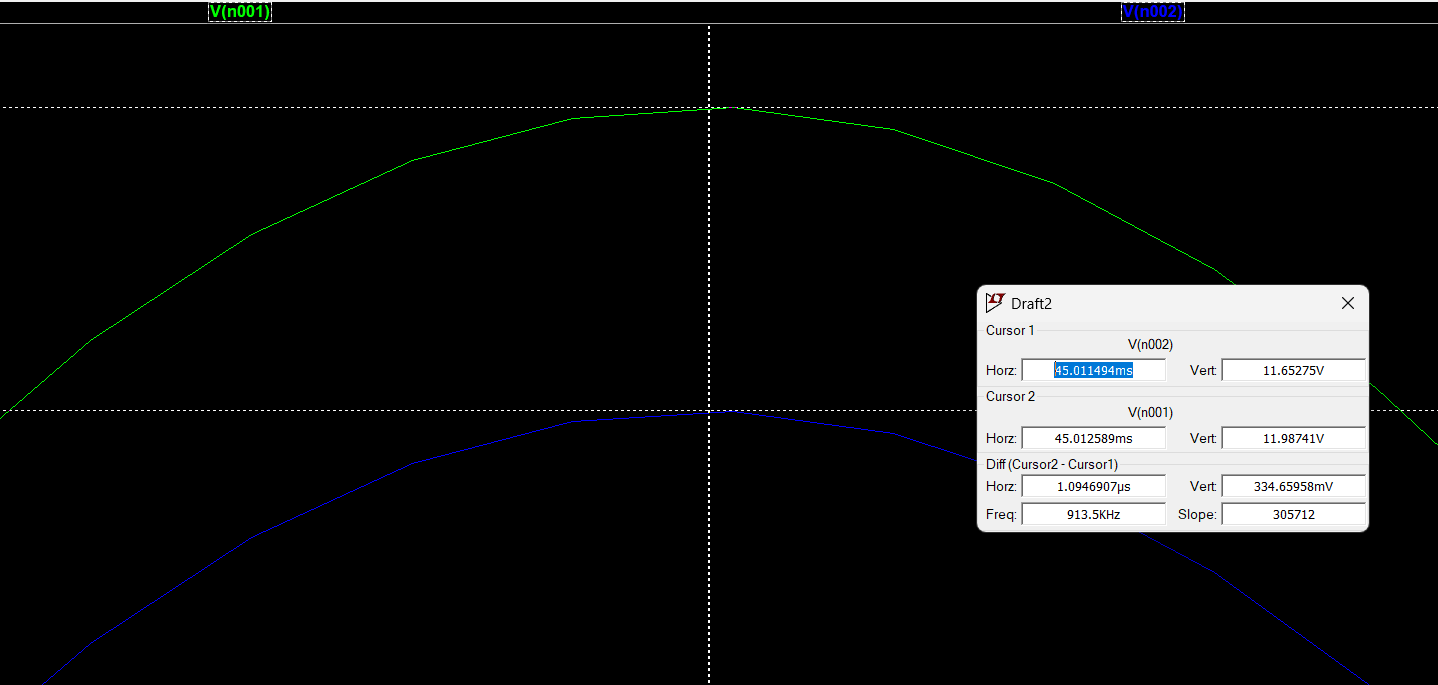 V(n001) V(n002)
Draft2
Cursor 1
V(n002)
Horz: 45.011494ms Vert: 11.65275V
Cursor 2
V(n001)
Horz: 45.012589ms Vert: 11.98741V
Diff (Cursor2 - Cursor1)
Horz: 1.0946907µs Vert: 334.65958mV
Freq: 913.5KHz Slope: 305712